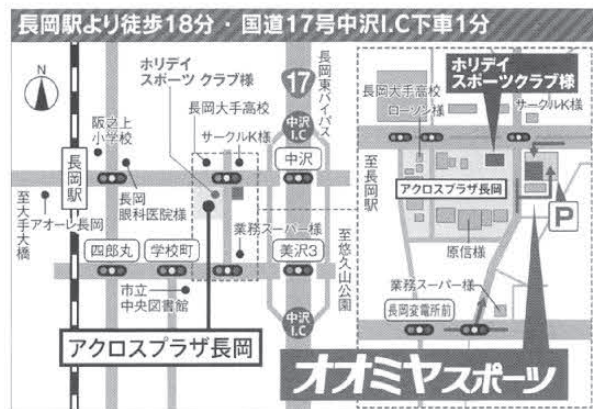 長岡駅より徒歩18分・国道17号中沢I.C下車1分
N
阪之上
小学校
長岡駅
至大手大橋
アオーレ長岡
長岡
眼科医院様
ホリデイ
スポーツ クラブ様
長岡大手高校
サークルK様
17
長岡東バイパス
中沢
I.C
中沢
四郎丸
学校町
業務スーパー様
美沢3
至悠久山公園
市立
中央図書館
中沢
I.C
アクロスプラザ長岡
ホリデイ
スポーツクラブ様
長岡大手高校
ローソン様
サークルK様
至長岡駅
アクロスプラザ長岡
P
原信様
業務スーパー様
長岡変電所前
オオミヤスポーツ